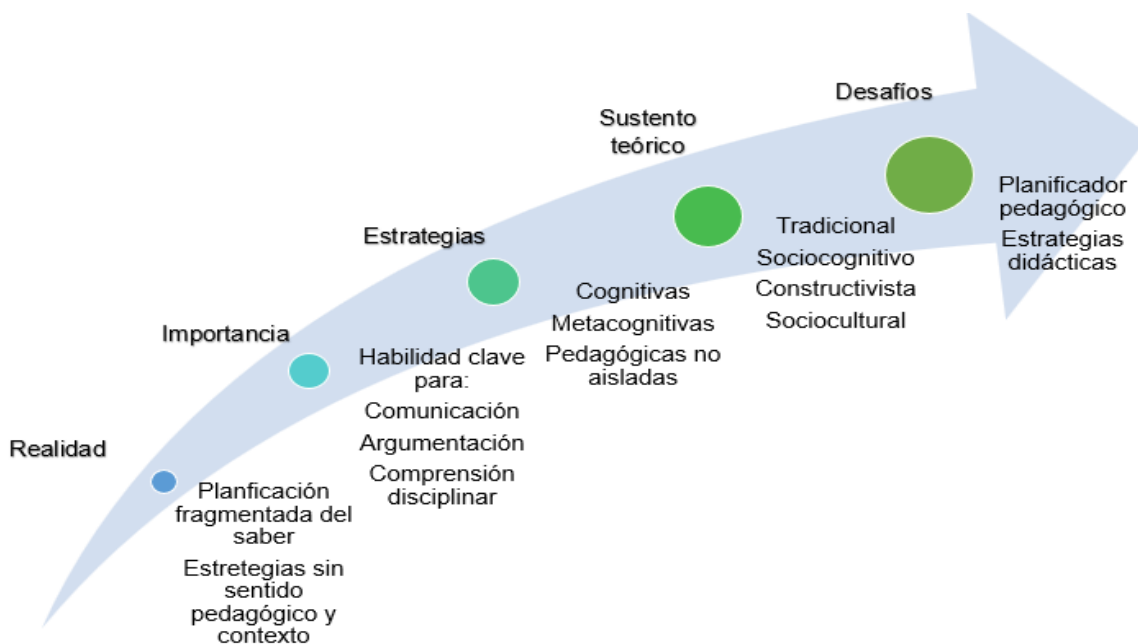 Realidad
Planficación
fragmentada del
saber
Estretegias sin
sentido
pedagógico y
contexto
Importancia
Habilidad clave
para:
Comunicación
Argumentación
Comprensión
disciplinar
Estrategias
Cognitivas
Metacognitivas
Pedagógicas no
aisladas
Sustento
teórico
Tradicional
Sociocognitivo
Constructivista
Sociocultural
Desafíos
Planificador
pedagógico
Estrategias
didácticas